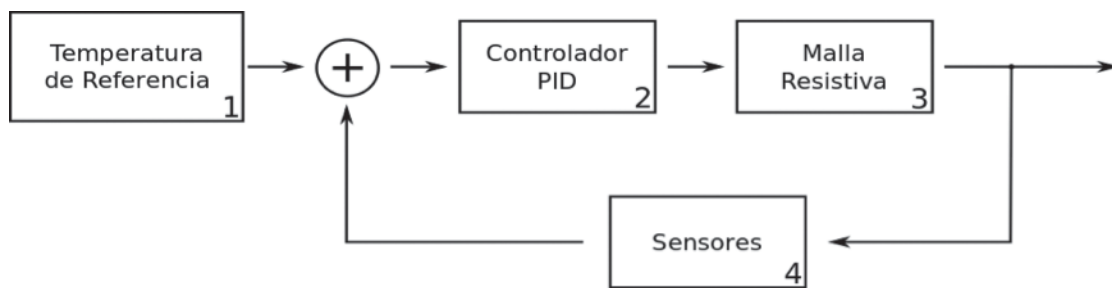 Temperatura
de Referencia
1
+
Controlador
PID
2
Malla
Resistiva
3
Sensores
4